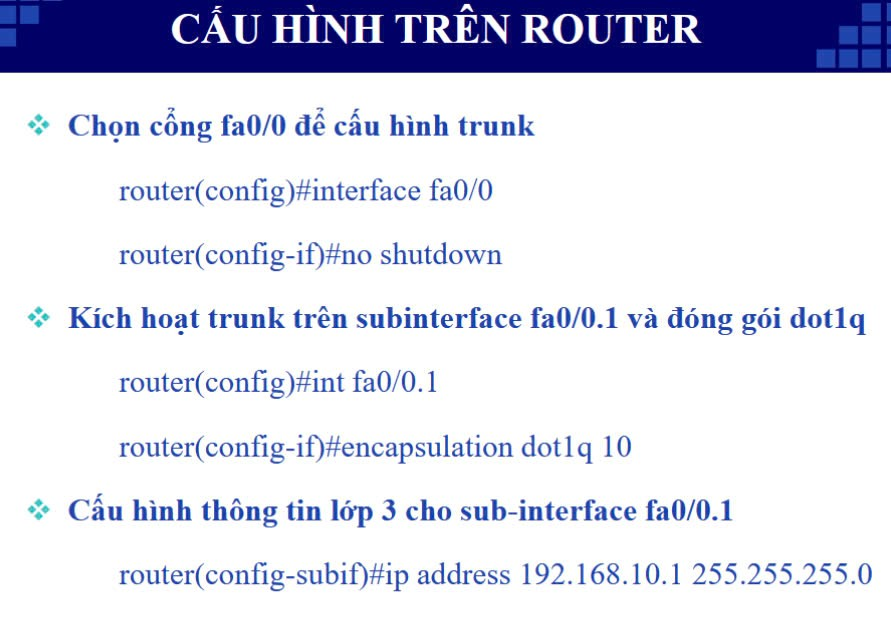 CẤU HÌNH TRÊN ROUTER
Chọn cổng fa0/0 để cấu hình trunk
router(config)#interface fa0/0
router(config-if)#no shutdown
Kích hoạt trunk trên subinterface fa0/0.1 và đóng gói dot1q
router(config)#int fa0/0.1
router(config-if)#encapsulation dot1q 10
Cấu hình thông tin lớp 3 cho sub-interface fa0/0.1
router(config-subif)#ip address 192.168.10.1 255.255.255.0